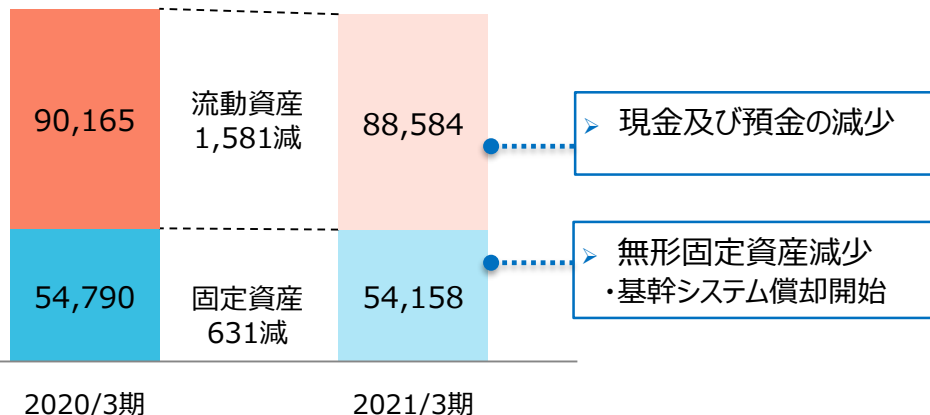 90,165
流動資産
1,581減
88,584
➢ 現金及び預金の減少
54,790
固定資産
631減
54,158
➢ 無形固定資産減少
・基幹システム償却開始
2020/3期
2021/3期